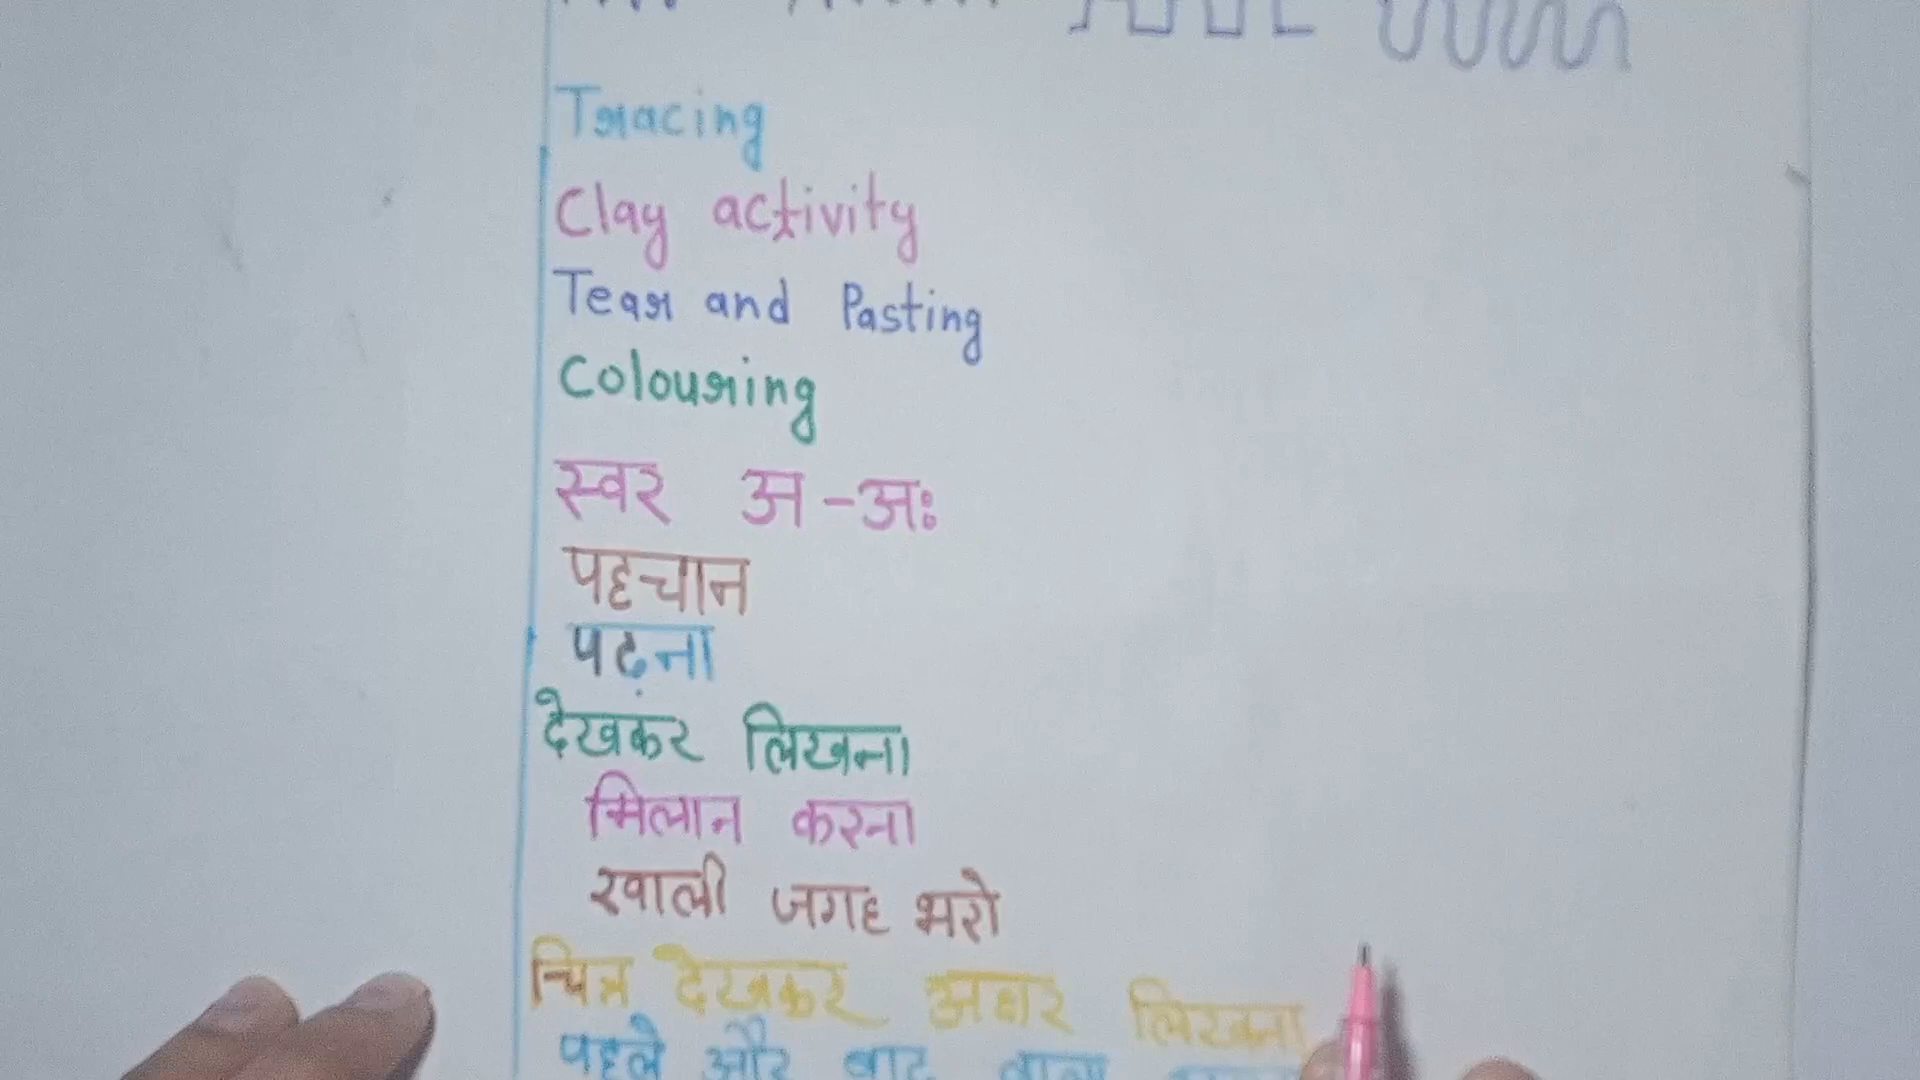 Tracing
Clay activity
Tear and Pasting
Colouring
स्वर अ-अः
पहचान
पढ़ना
देखकर लिखना
मिलान करना
खाली जगह भरो
चित्र देखकर अक्षर लिखना
पहले और बाद वाला